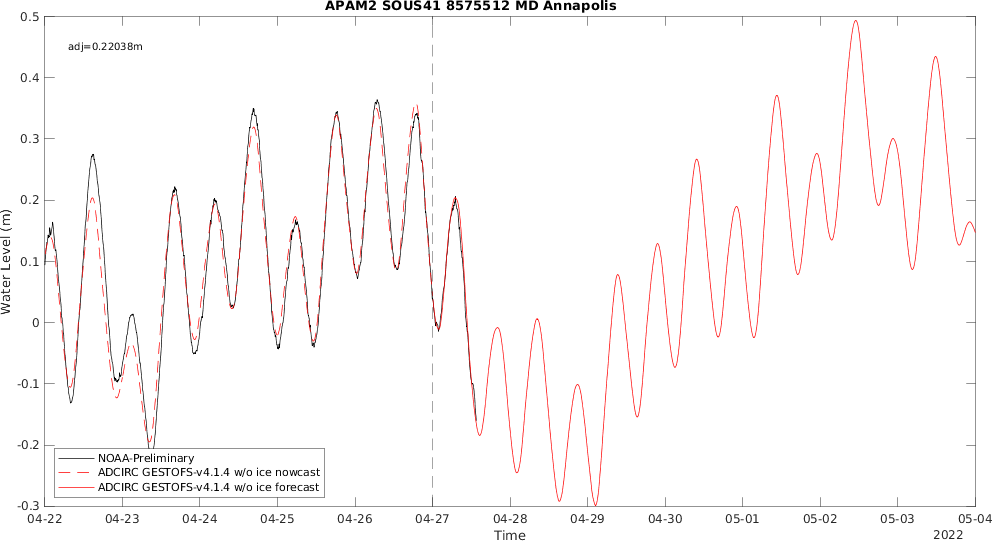 APAM2 SOUS41 8575512 MD Annapolis
adj=0.22038m
0.5
0.4
0.3
0.2
0.1
0
-0.1
-0.2
-0.3
Water Level (m)
NOAA-Preliminary
ADCIRC GESTOFS-v4.1.4 w/o ice nowcast
ADCIRC GESTOFS-v4.1.4 w/o ice forecast
04-22 04-23 04-24 04-25 04-26 04-27 04-28 04-29 04-30 05-01 05-02 05-03 05-04
Time
2022